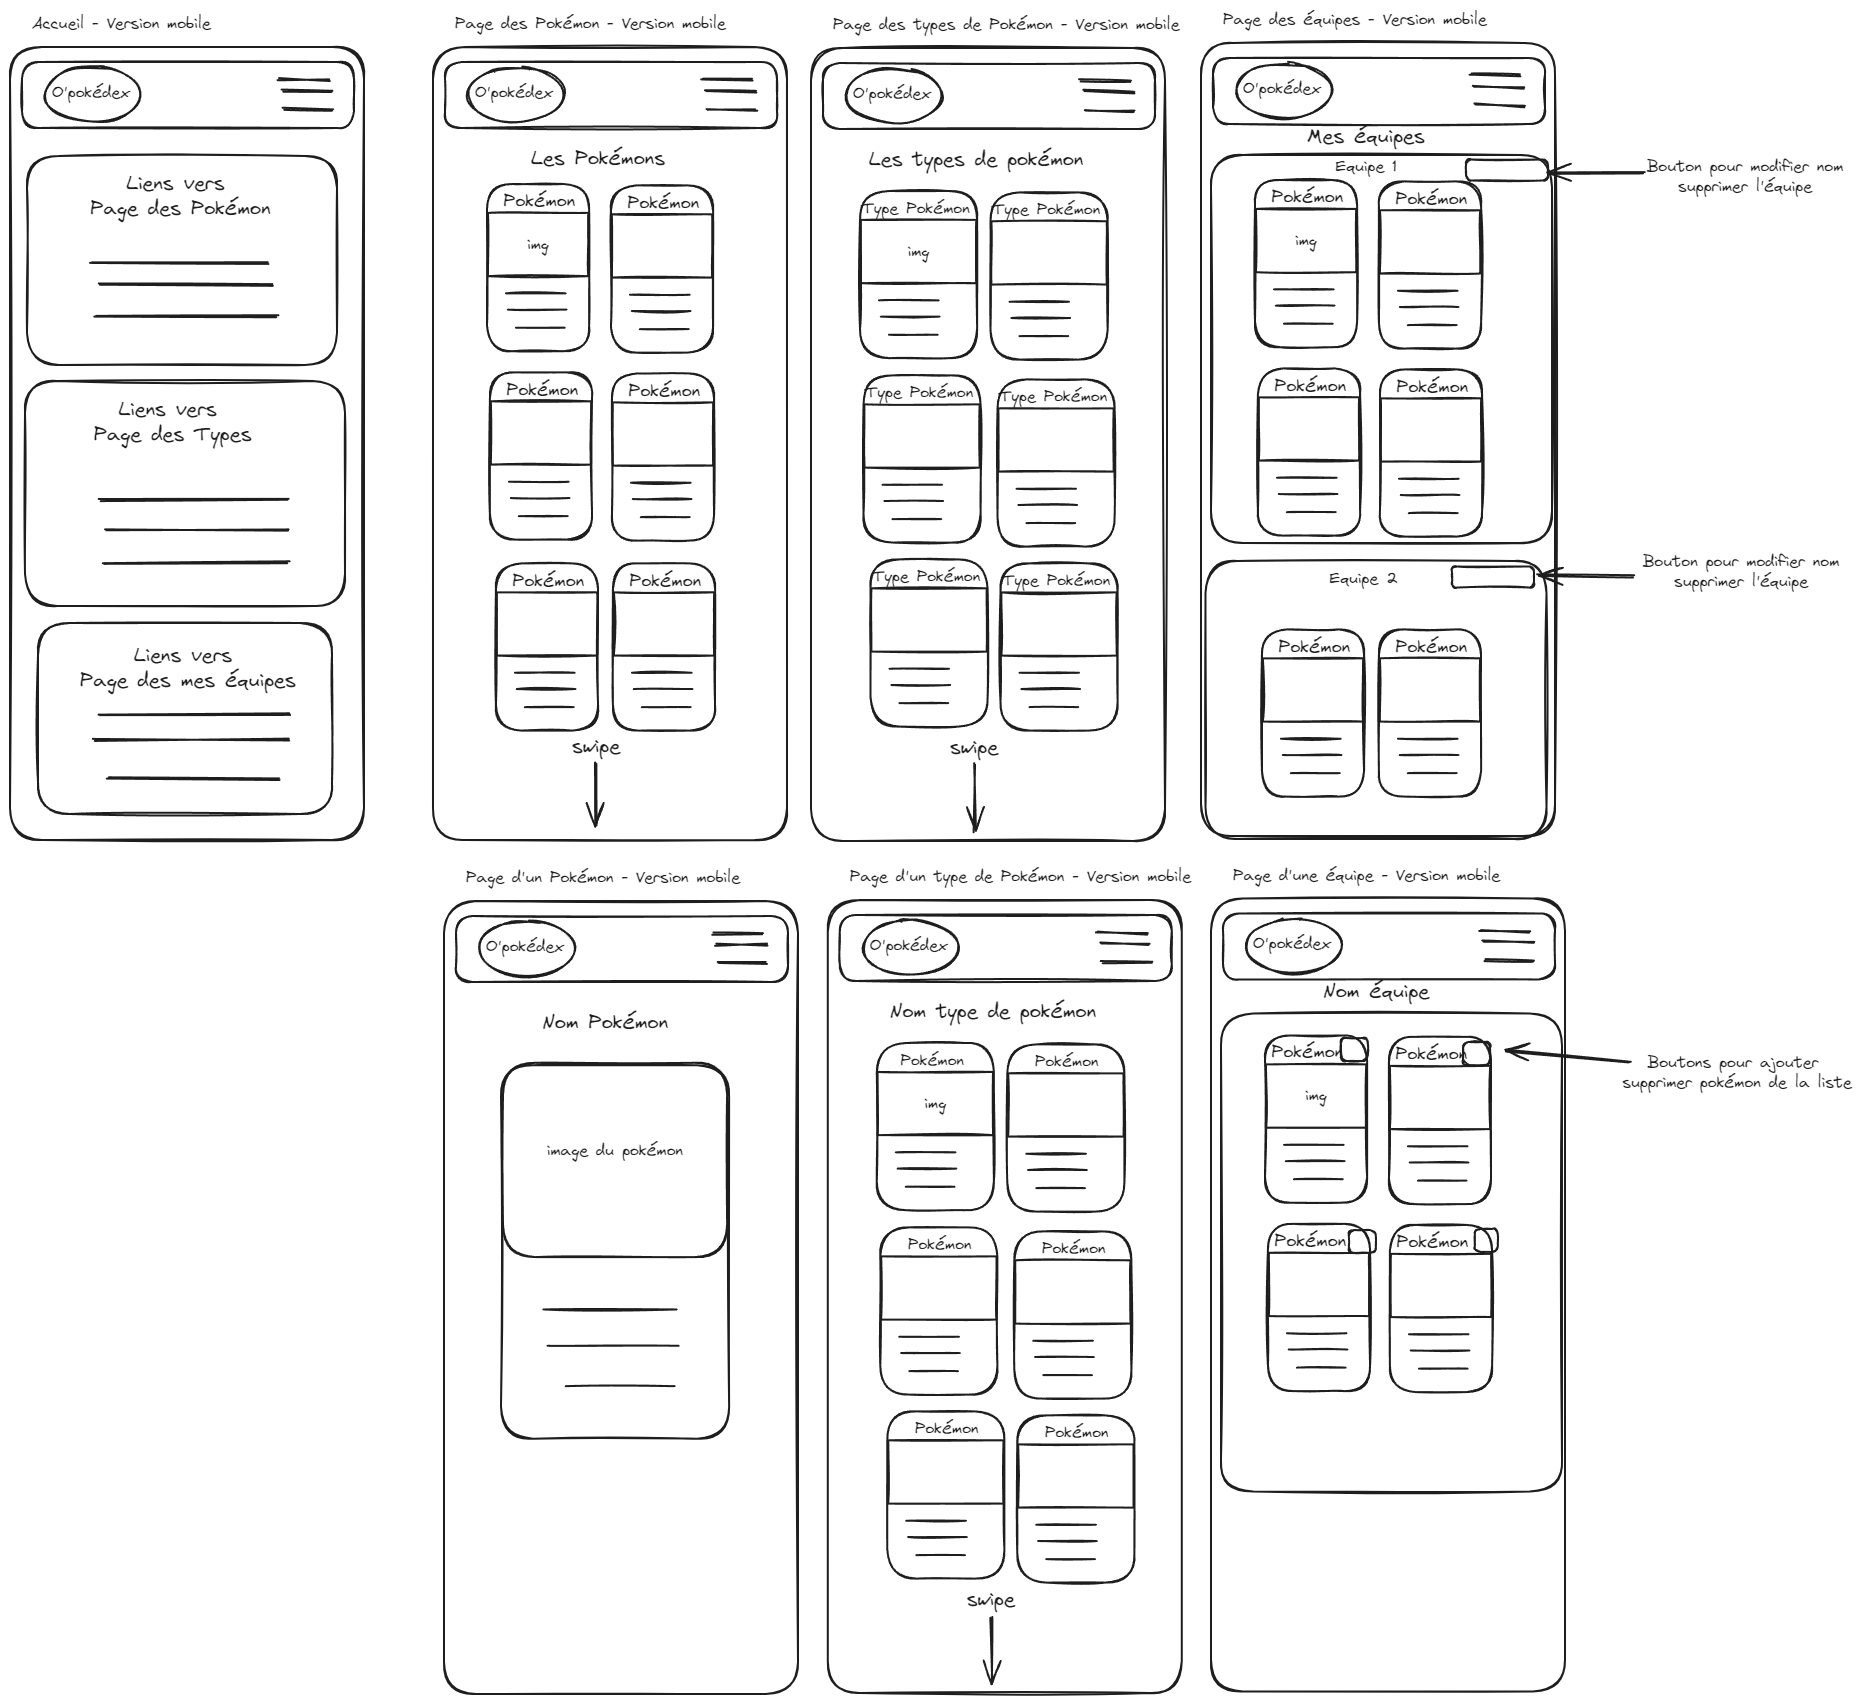 Accueil - Version mobile
O'pokédex
Liens vers
Page des Pokémon
Liens vers
Page des Types
Liens vers
Page des mes équipes
Page des Pokémon - Version mobile
O'pokédex
Les Pokémons
Pokémon
Pokémon
img
Pokémon
Pokémon
Pokémon
Pokémon
swipe
Page des types de Pokémon - Version mobile
O'pokédex
Les types de pokémon
Type Pokémon
Type Pokémon
img
Type Pokémon
Type Pokémon
Type Pokémon
Type Pokémon
swipe
Page des équipes - Version mobile
O'pokédex
Mes équipes
Equipe 1
Bouton pour modifier nom
supprimer l'équipe
Pokémon
Pokémon
img
Pokémon
Pokémon
Equipe 2
Bouton pour modifier nom
supprimer l'équipe
Pokémon
Pokémon
Page d'un Pokémon - Version mobile
O'pokédex
Nom Pokémon
image du pokémon
Page d'un type de Pokémon - Version mobile
O'pokédex
Nom type de pokémon
Pokémon
Pokémon
img
Pokémon
Pokémon
Pokémon
Pokémon
swipe
Page d'une équipe - Version mobile
O'pokédex
Nom équipe
Pokémon
Pokémon
img
Boutons pour ajouter
supprimer pokémon de la liste
Pokémon
Pokémon